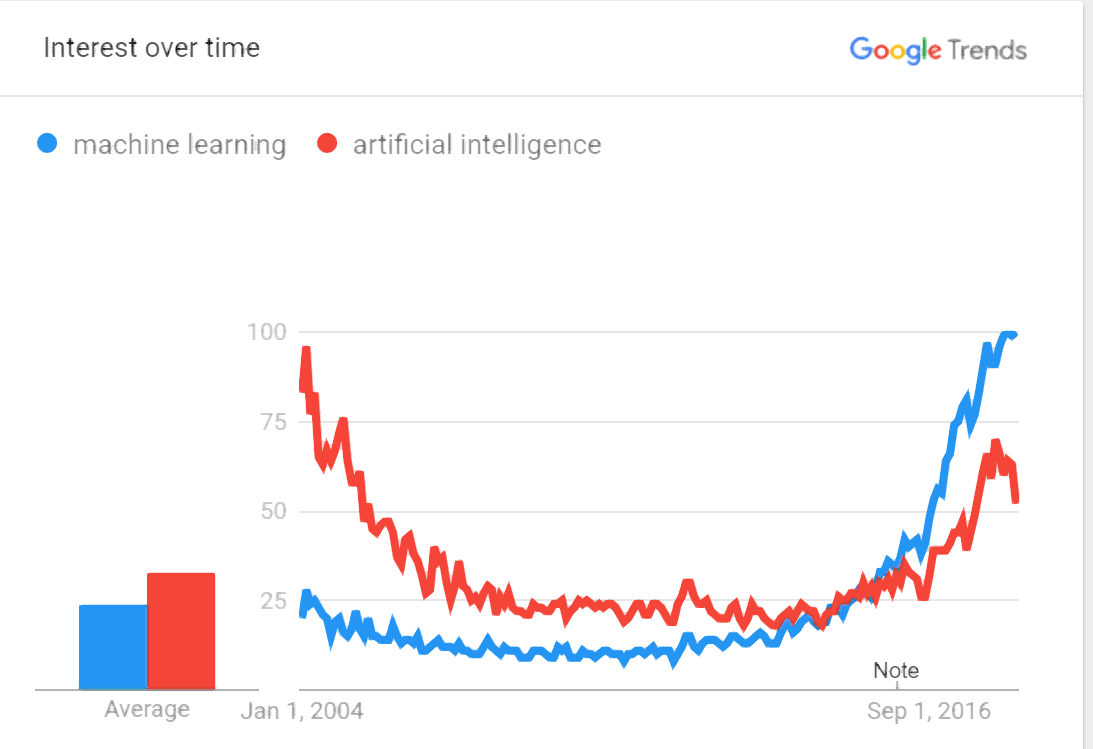 Interest over time
Google Trends
machine learning
artificial intelligence
100
75
50
25
Note
Average
Jan 1, 2004
Sep 1, 2016